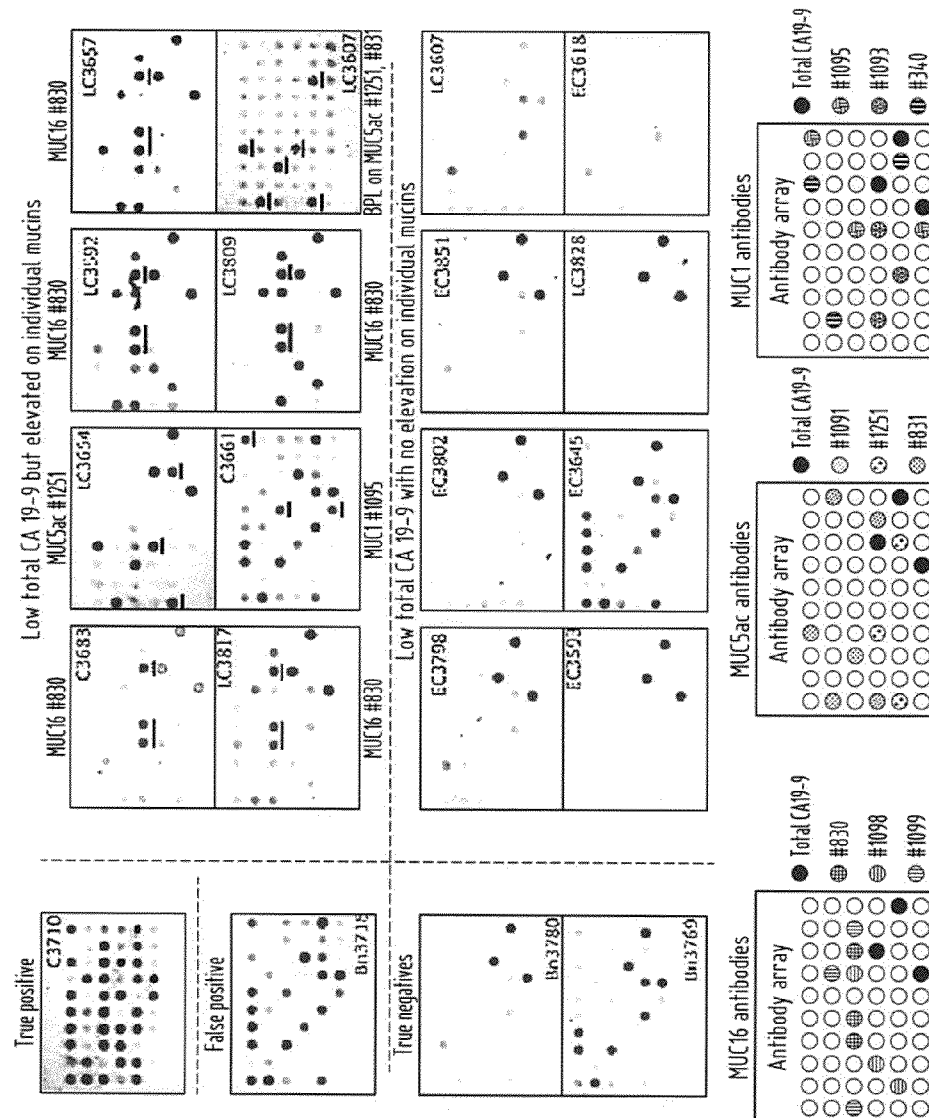 True positive
C3710
False positive
Bn3718
True negatives
Bn3780
Bn3769
Low total CA 19-9 but elevated on individual mucins
MUC16 #830
MUC5ac #1251
MUC16 #830
MUC16 #830
C3683
LC3817
C3661
LC3809
LC3657
LC3607
MUC16 #830
MUC1 #1095
MUC16 #830
BPL on MUC5ac #1251, #831
Low total CA 19-9 with no elevation on individual mucins
EC3798
EC3802
EC3851
LC3607
EC3593
EC3645
LC3828
EC3618
MUC16 antibodies
Antibody array
Total CA19-9
#830
#1098
#1099
MUC5ac antibodies
Antibody array
Total CA19-9
#1091
#1251
#831
MUC1 antibodies
Antibody array
Total CA19-9
#1095
#1093
#340